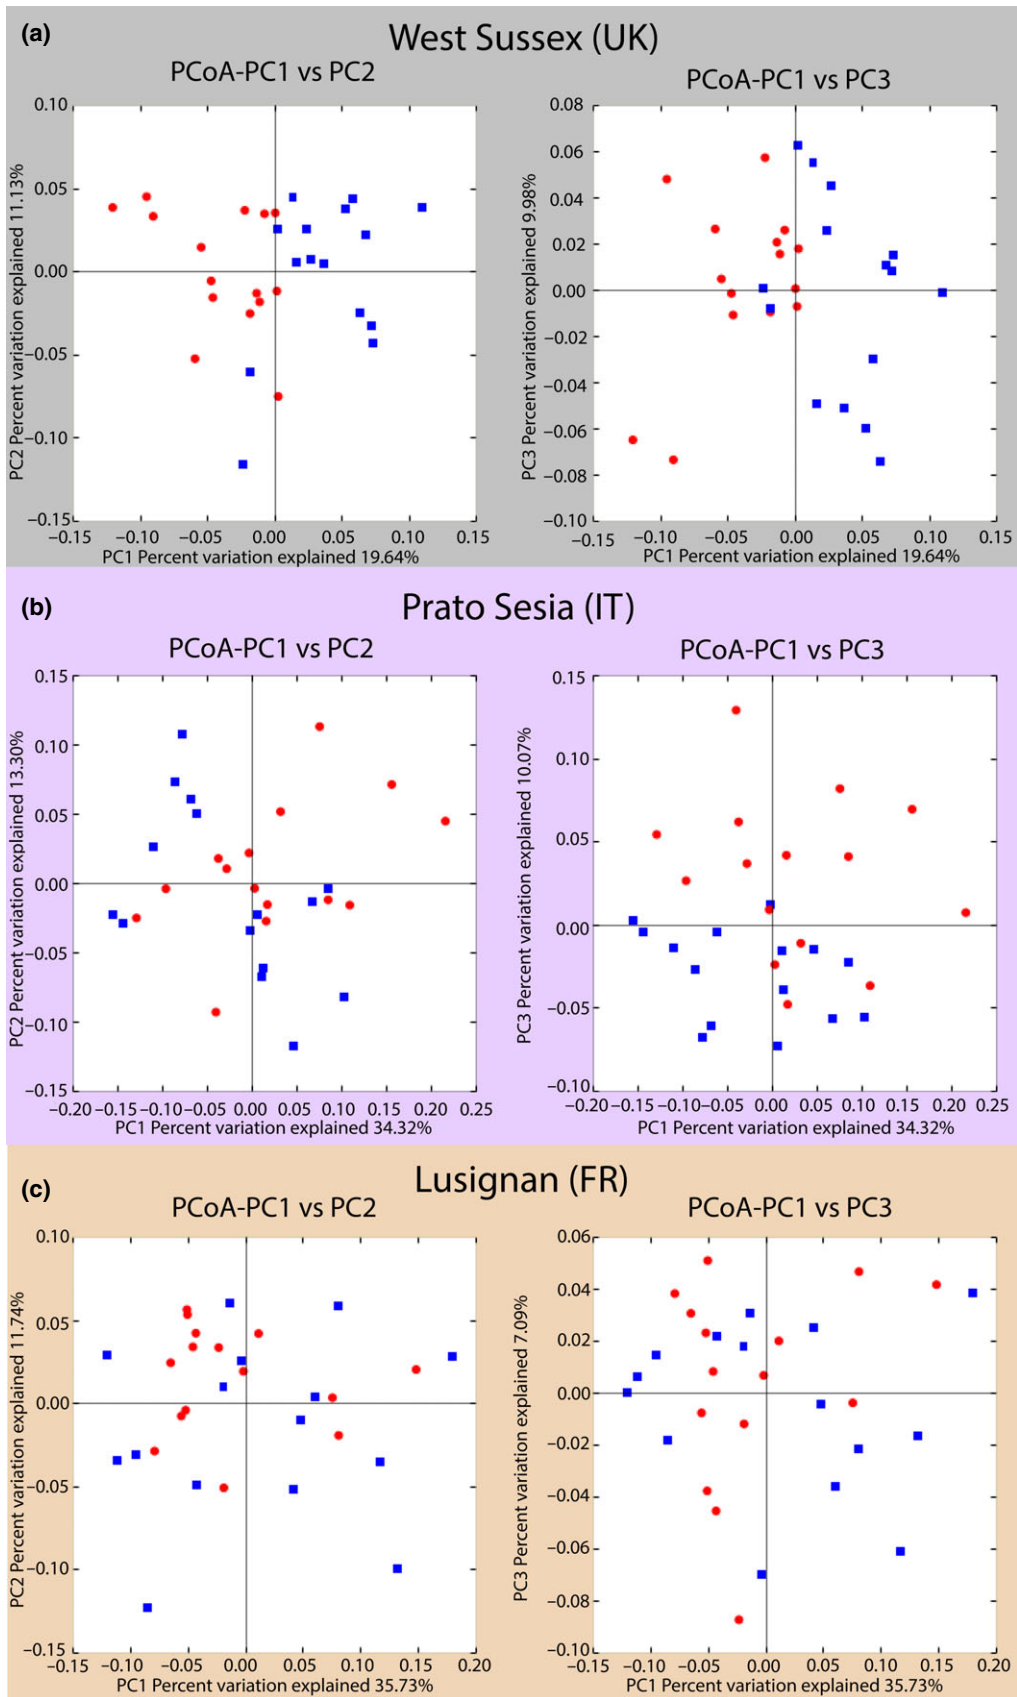 (a)
West Sussex (UK)
PCoA-PC1 vs PC2
0.10
0.05
0.00
−0.05
−0.10
−0.15
PC2 Percent variation explained 11.13%
−0.15 −0.10 −0.05 0.00 0.05 0.10 0.15
PC1 Percent variation explained 19.64%
PCoA-PC1 vs PC3
0.08
0.06
0.04
0.02
0.00
−0.02
−0.04
−0.06
−0.08
−0.10
PC3 Percent variation explained 9.98%
−0.15 −0.10 −0.05 0.00 0.05 0.10 0.15
PC1 Percent variation explained 19.64%
(b)
Prato Sesia (IT)
PCoA-PC1 vs PC2
0.15
0.10
0.05
0.00
−0.05
−0.10
−0.15
PC2 Percent variation explained 13.30%
−0.20 −0.15 −0.10 −0.05 0.00 0.05 0.10 0.15 0.20 0.25
PC1 Percent variation explained 34.32%
PCoA-PC1 vs PC3
0.15
0.10
0.05
0.00
−0.05
−0.10
PC3 Percent variation explained 10.07%
−0.20 −0.15 −0.10 −0.05 0.00 0.05 0.10 0.15 0.20 0.25
PC1 Percent variation explained 34.32%
(c)
Lusignan (FR)
PCoA-PC1 vs PC2
0.10
0.05
0.00
−0.05
−0.10
−0.15
PC2 Percent variation explained 11.74%
−0.15 −0.10 −0.05 0.00 0.05 0.10 0.15 0.20
PC1 Percent variation explained 35.73%
PCoA-PC1 vs PC3
0.06
0.04
0.02
0.00
−0.02
−0.04
−0.06
−0.08
−0.10
PC3 Percent variation explained 7.09%
−0.15 −0.10 −0.05 0.00 0.05 0.10 0.15 0.20
PC1 Percent variation explained 35.73%